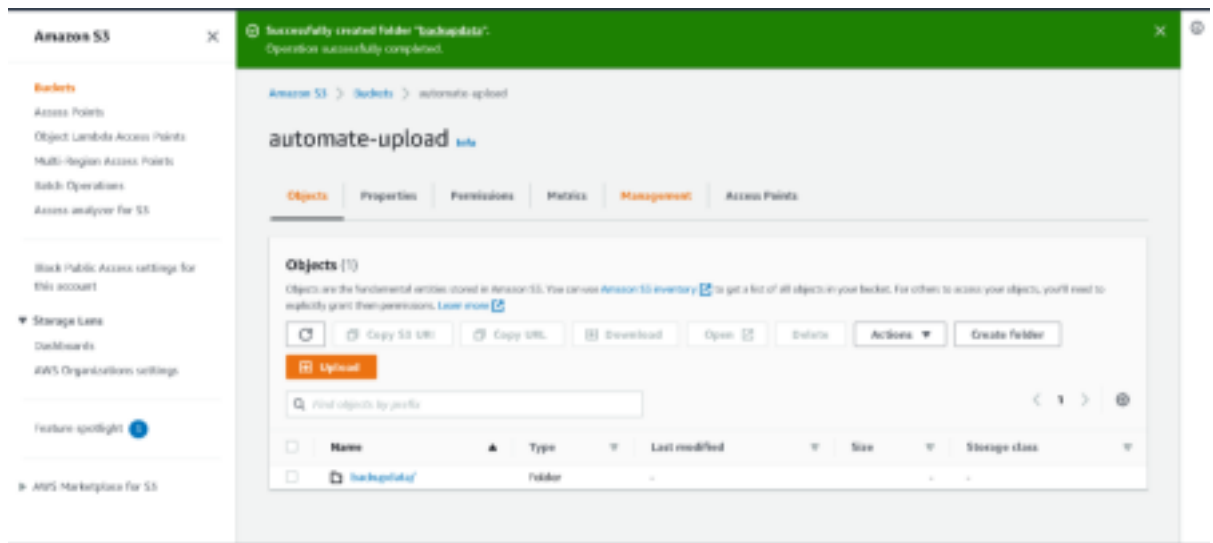 Amazon S3
Buckets
Access Points
Object Lambda Access Points
Multi-Region Access Points
Batch Operations
Access analyzer for S3
Block Public Access settings for
this account
Storage Lens
Dashboards
AWS Organizations settings
Feature spotlight
AWS Marketplace for S3
Successfully created folder "backupdata".
Operation successfully completed.
Amazon S3 > Buckets > automate-upload
automate-upload Info
Objects Properties Permissions Metrics Management Access Points
Objects (1)
Objects are the fundamental entities stored in Amazon S3. You can use Amazon S3 inventory to get a list of all objects in your bucket. For others to access your objects, you'll need to
explicitly grant them permissions. Learn more
Copy S3 URI Copy URL Download Open Delete Actions Create folder
Upload
Find objects by prefix
< 1 >
Name Type Last modified Size Storage class
backupdata/ Folder - - -